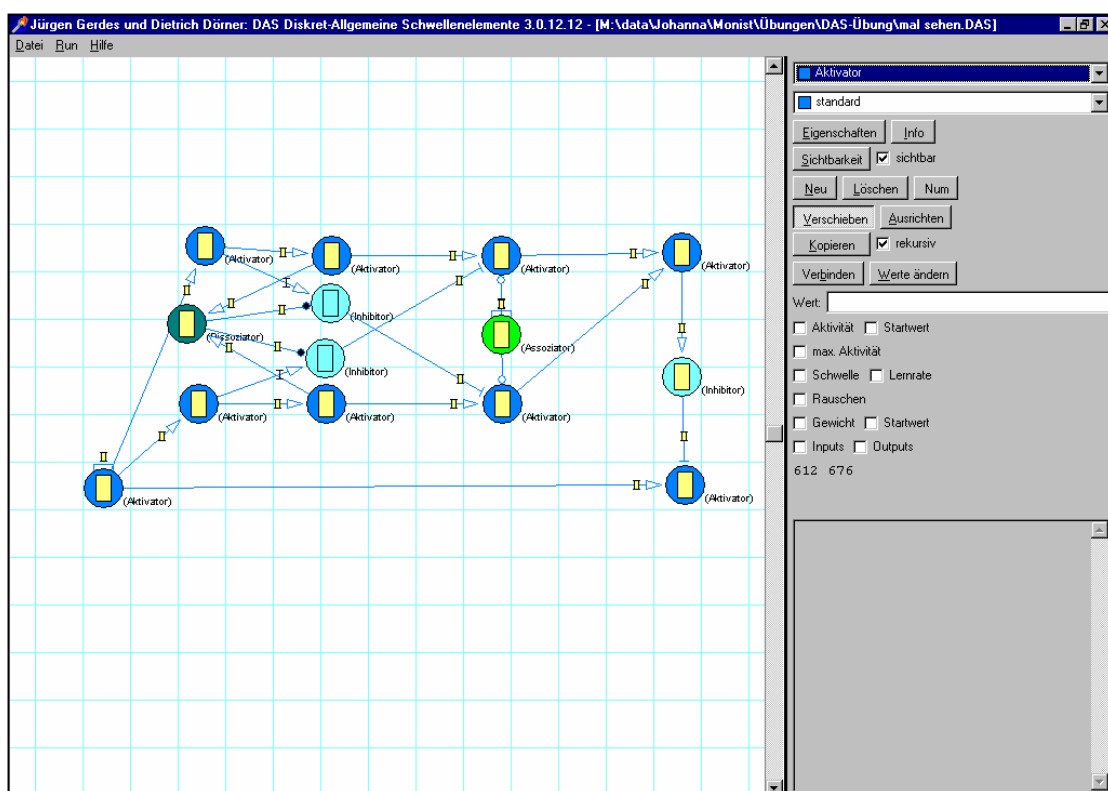 Jürgen Gerdes und Dietrich Dörner: DAS Diskret-Allgemeine Schwellenelemente 3.0.12.12 - [M:\data\Johanna\Monist\Übungen\DAS-Übung\mal sehen.DAS]
Datei Run Hilfe
Aktivator
standard
Eigenschaften Info
Sichtbarkeit sichtbar
Neu Löschen Num
Verschieben Ausrichten
Kopieren rekursiv
Verbinden Werte ändern
Wert:
Aktivität Startwert
max. Aktivität
Schwelle Lernrate
Rauschen
Gewicht Startwert
Inputs Outputs
612 676
(Aktivator)
(Aktivator)
(Aktivator)
(Aktivator)
(Inhibitor)
(Dissoziator)
(Assoziator)
(Inhibitor)
(Inhibitor)
(Aktivator)
(Aktivator)
(Aktivator)
(Aktivator)
(Aktivator)